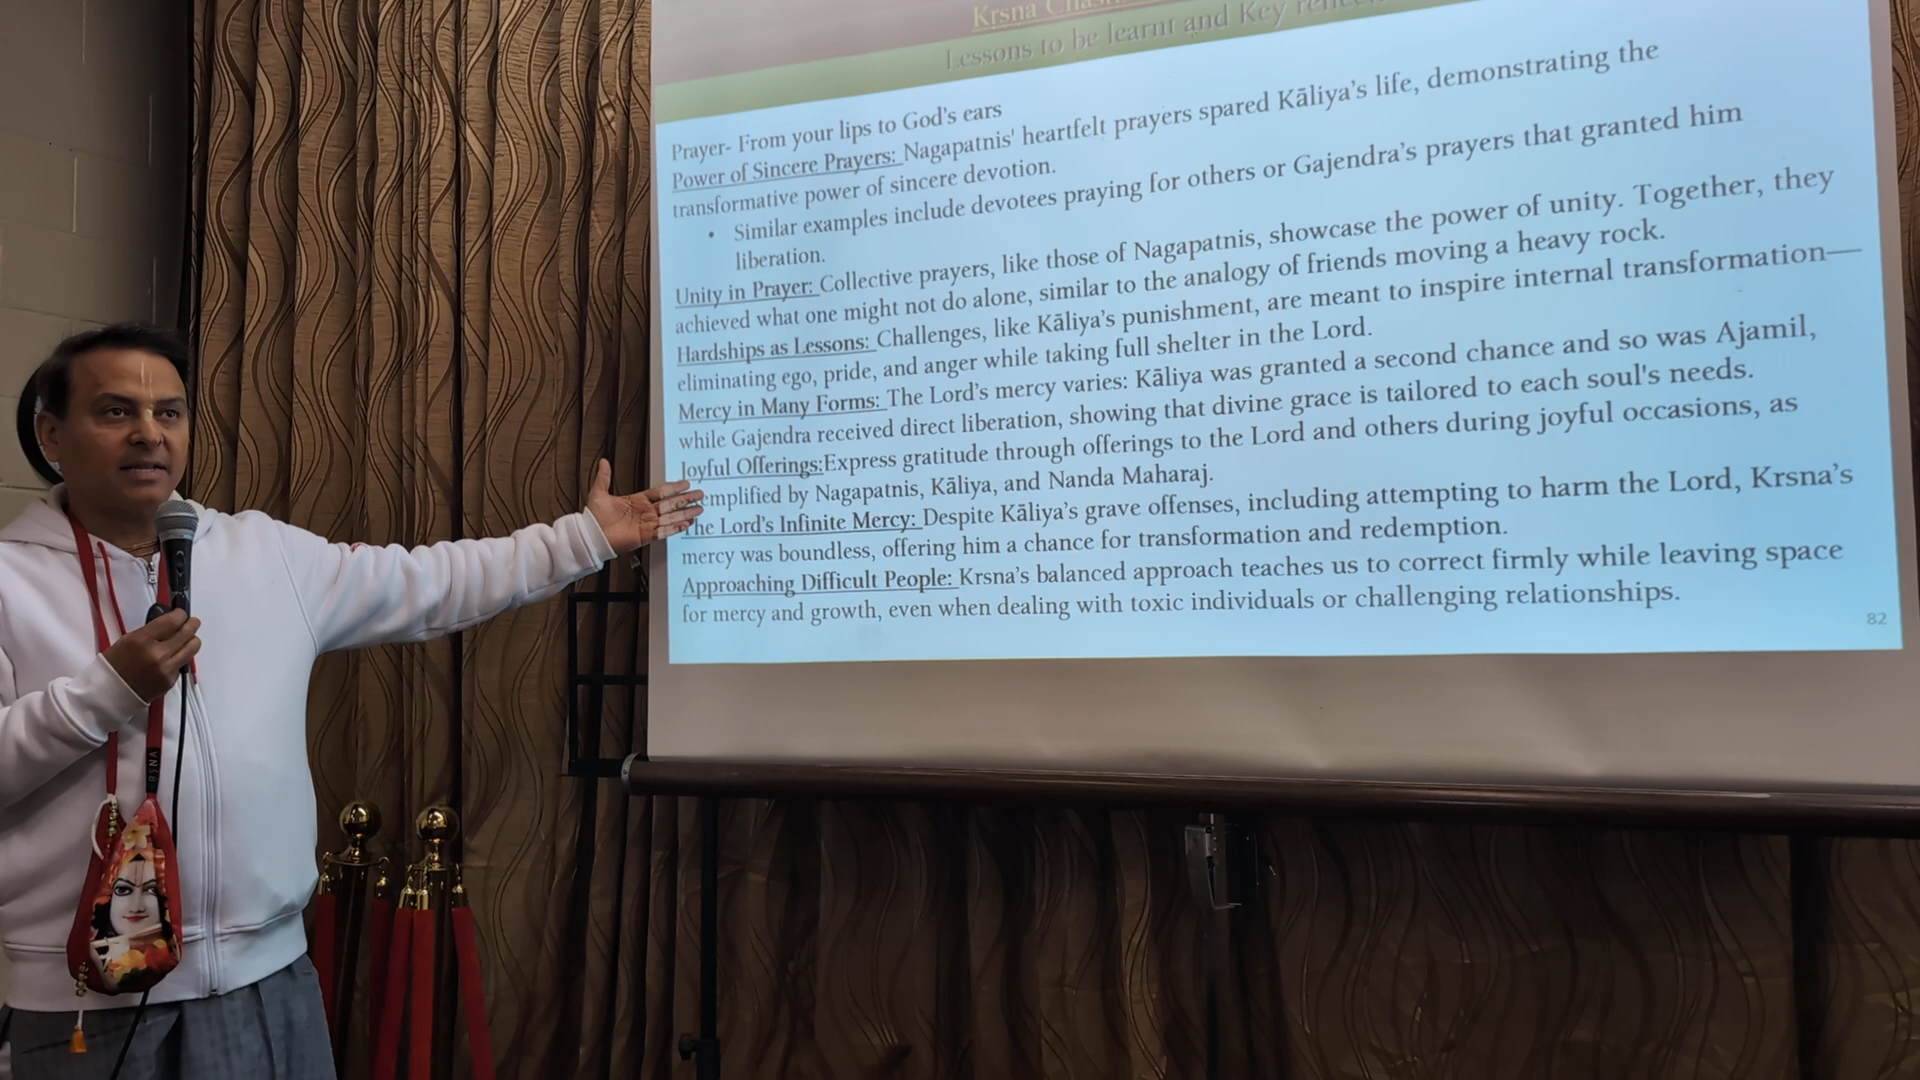 Krsna
Lessons to be learnt and Key
Prayer- From your lips to God's ears
Power of Sincere Prayers: Nagapatnis' heartfelt prayers spared Kāliya's life, demonstrating the
transformative power of sincere devotion.
• Similar examples include devotees praying for others or Gajendra's prayers that granted him
liberation.
Unity in Prayer: Collective prayers, like those of Nagapatnis, showcase the power of unity. Together, they
achieved what one might not do alone, similar to the analogy of friends moving a heavy rock.
Hardships as Lessons: Challenges, like Kāliya's punishment, are meant to inspire internal transformation—
eliminating ego, pride, and anger while taking full shelter in the Lord.
Mercy in Many Forms: The Lord's mercy varies: Kāliya was granted a second chance and so was Ajamil,
while Gajendra received direct liberation, showing that divine grace is tailored to each soul's needs.
Joyful Offerings:Express gratitude through offerings to the Lord and others during joyful occasions, as
emplified by Nagapatnis, Kāliya, and Nanda Maharaj.
The Lord's Infinite Mercy: Despite Kāliya's grave offenses, including attempting to harm the Lord, Krsna's
mercy was boundless, offering him a chance for transformation and redemption.
Approaching Difficult People: Krsna's balanced approach teaches us to correct firmly while leaving space
for mercy and growth, even when dealing with toxic individuals or challenging relationships.
82